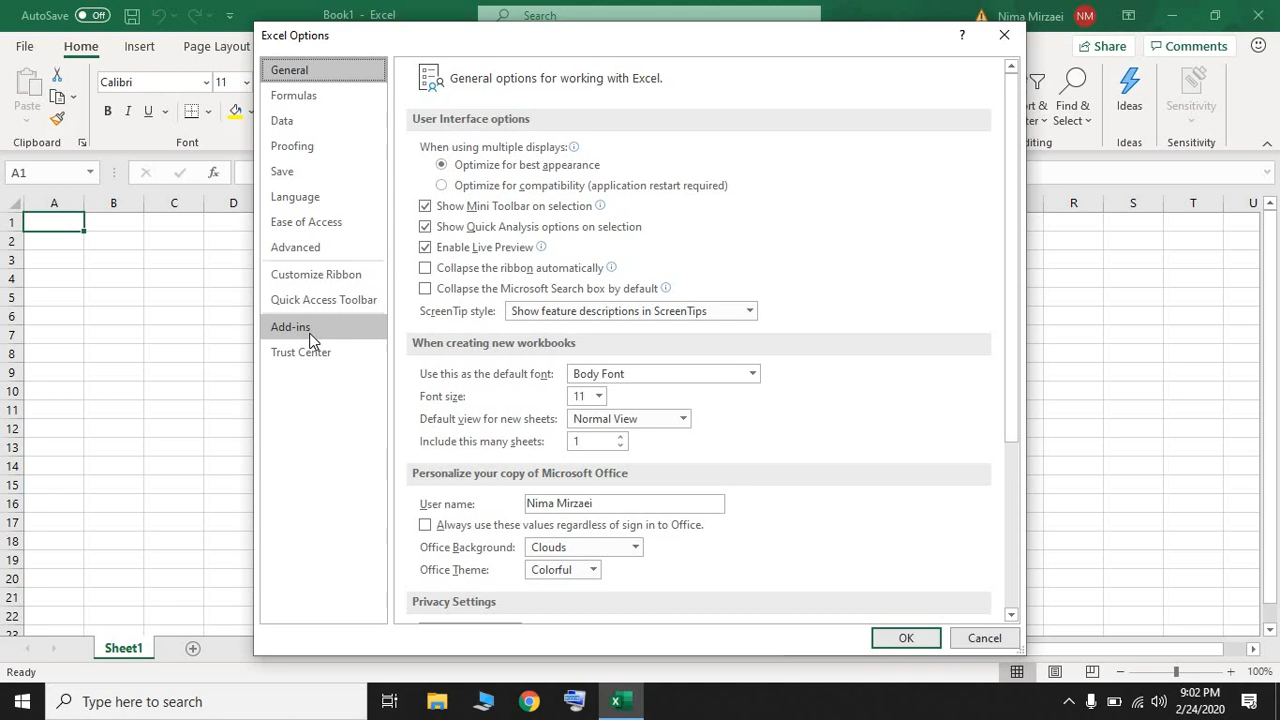 AutoSave Off Book1 - Excel Search Nima Mirzaei NM
File Home Insert Page Layout Share Comments
Excel Options ?
Paste Calibri 11
B I U
Clipboard Font
Find & Select Ideas Sensitivity
Ideas Sensitivity
A1 fx
A B C D R S T U
1
2
3
4
5
6
7
8
9
10
11
12
13
14
15
16
17
18
19
20
21
22
General
Formulas
Data
Proofing
Save
Language
Ease of Access
Advanced
Customize Ribbon
Quick Access Toolbar
Add-ins
Trust Center
General options for working with Excel.
User Interface options
When using multiple displays:
Optimize for best appearance
Optimize for compatibility (application restart required)
Show Mini Toolbar on selection
Show Quick Analysis options on selection
Enable Live Preview
Collapse the ribbon automatically
Collapse the Microsoft Search box by default
ScreenTip style: Show feature descriptions in ScreenTips
When creating new workbooks
Use this as the default font: Body Font
Font size: 11
Default view for new sheets: Normal View
Include this many sheets: 1
Personalize your copy of Microsoft Office
User name: Nima Mirzaei
Always use these values regardless of sign in to Office.
Office Background: Clouds
Office Theme: Colorful
Privacy Settings
OK Cancel
Sheet1
Ready 100%
Type here to search
9:02 PM
2/24/2020